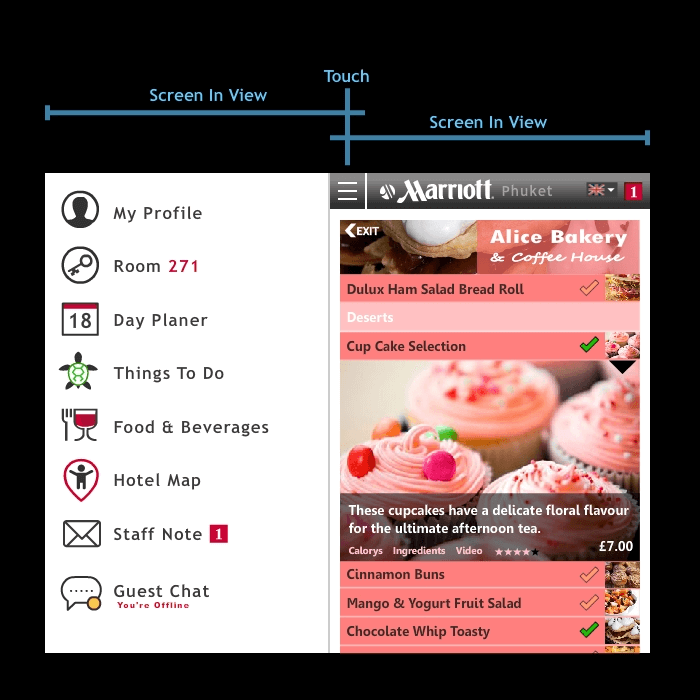 Touch
Screen In View
Screen In View
My Profile
Room 271
18 Day Planer
Things To Do
Food & Beverages
Hotel Map
Staff Note 1
Guest Chat
You're Offline
Marriott. Phuket 1
EXIT
Alice Bakery
& Coffee House
Dulux Ham Salad Bread Roll
Deserts
Cup Cake Selection
These cupcakes have a delicate floral flavour
for the ultimate afternoon tea.
Calorys Ingredients Video £7.00
Cinnamon Buns
Mango & Yogurt Fruit Salad
Chocolate Whip Toasty